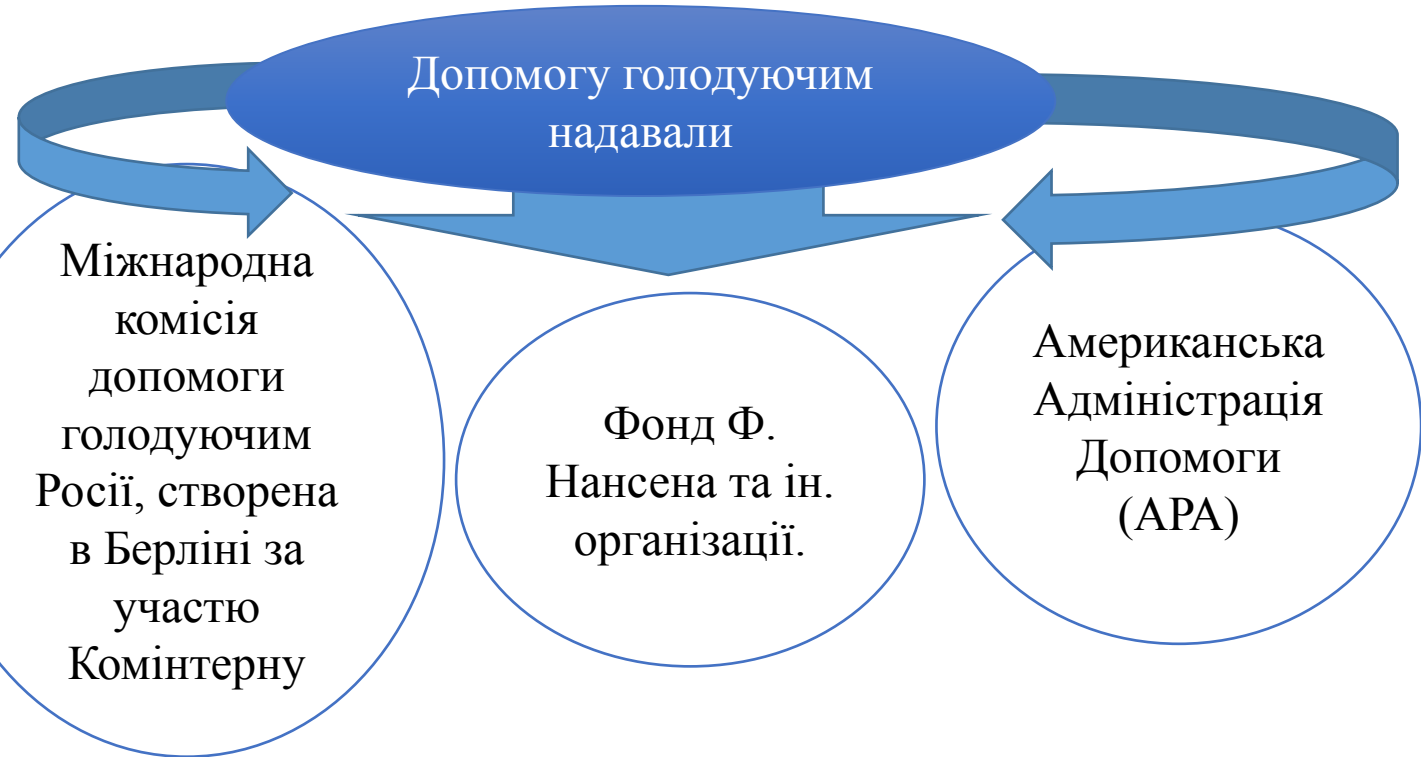 Допомогу голодуючим
надавали
Міжнародна
комісія
допомоги
голодуючим
Росії, створена
в Берліні за
участю
Комінтерну
Фонд Ф.
Нансена та ін.
організації.
Американська
Адміністрація
Допомоги
(АРА)